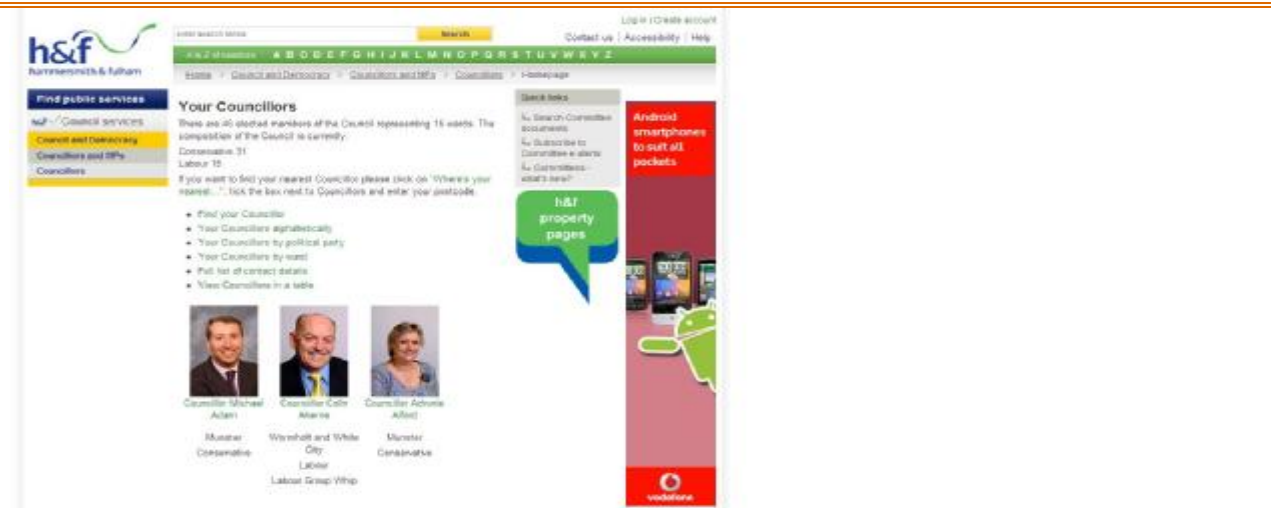 Log in | Create account
h&f
hammersmith & fulham
enter search terms
Search
Contact us | Accessibility | Help
A to Z of services A B C D E F G H I J K L M N O P Q R S T U V W X Y Z
Home > Council and Democracy > Councillors and MPs > Councillors > Homepage
Find public services
Council services
Council and Democracy
Councillors and MPs
Councillors
Your Councillors
There are 46 elected members of the Council representing 16 wards. The
composition of the Council is currently:
Conservative 31
Labour 15
If you want to find your nearest Councillor please click on "Where's your
nearest...", tick the box next to Councillors and enter your postcode.
Find your Councillor
Your Councillors alphabetically
Your Councillors by political party
Your Councillors by ward
Full list of contact details
View Councillors in a table
Councillor Michael
Adam
Munster
Conservative
Councillor Colin
Aherne
Wormholt and White
City
Labour
Labour Group Whip
Councillor Adronie
Alford
Munster
Conservative
Quick links
Search Committee
documents
Subscribe to
Committee e-alerts
Committees -
what's new?
h&f
property
pages
Android
smartphones
to suit all
pockets
vodafone